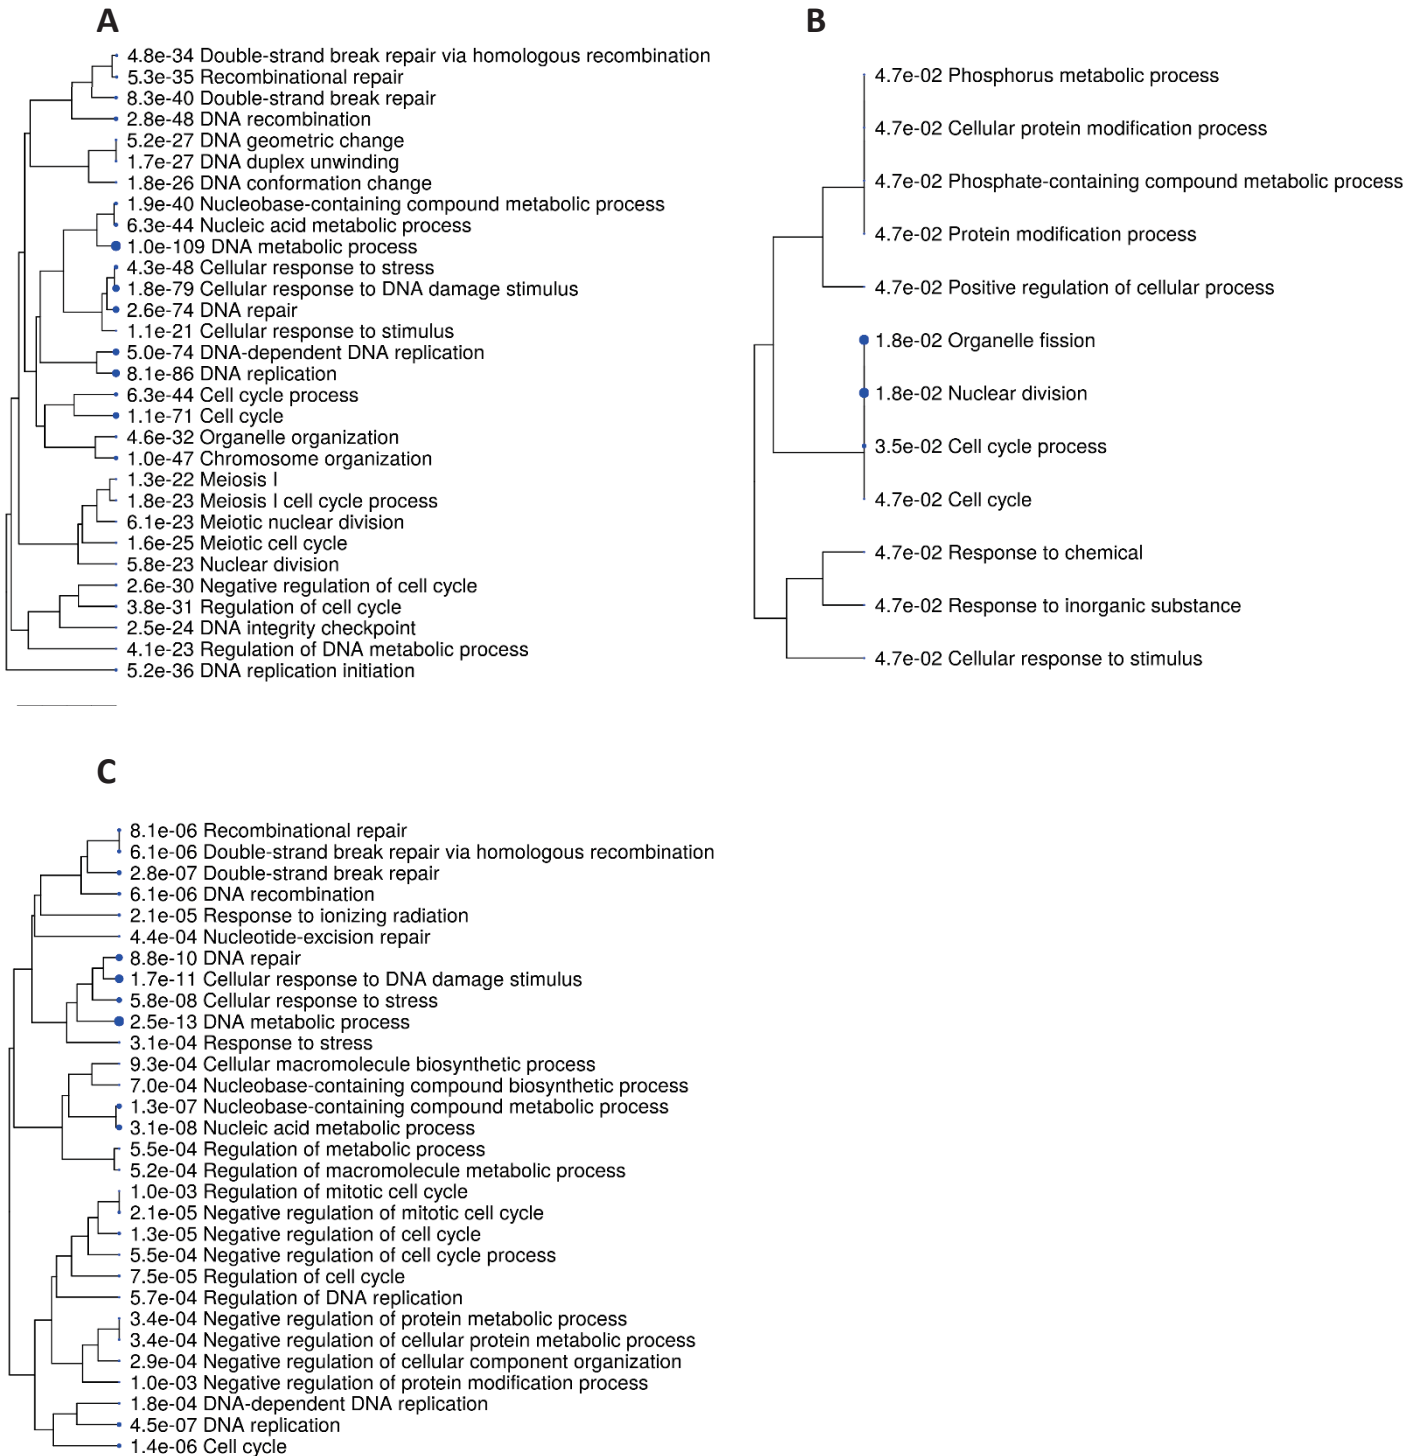 A
4.8e-34 Double-strand break repair via homologous recombination
5.3e-35 Recombinational repair
8.3e-40 Double-strand break repair
2.8e-48 DNA recombination
5.2e-27 DNA geometric change
1.7e-27 DNA duplex unwinding
1.8e-26 DNA conformation change
1.9e-40 Nucleobase-containing compound metabolic process
6.3e-44 Nucleic acid metabolic process
1.0e-109 DNA metabolic process
4.3e-48 Cellular response to stress
1.8e-79 Cellular response to DNA damage stimulus
2.6e-74 DNA repair
1.1e-21 Cellular response to stimulus
5.0e-74 DNA-dependent DNA replication
8.1e-86 DNA replication
6.3e-44 Cell cycle process
1.1e-71 Cell cycle
4.6e-32 Organelle organization
1.0e-47 Chromosome organization
1.3e-22 Meiosis I
1.8e-23 Meiosis I cell cycle process
6.1e-23 Meiotic nuclear division
1.6e-25 Meiotic cell cycle
5.8e-23 Nuclear division
2.6e-30 Negative regulation of cell cycle
3.8e-31 Regulation of cell cycle
2.5e-24 DNA integrity checkpoint
4.1e-23 Regulation of DNA metabolic process
5.2e-36 DNA replication initiation
B
4.7e-02 Phosphorus metabolic process
4.7e-02 Cellular protein modification process
4.7e-02 Phosphate-containing compound metabolic process
4.7e-02 Protein modification process
4.7e-02 Positive regulation of cellular process
1.8e-02 Organelle fission
1.8e-02 Nuclear division
3.5e-02 Cell cycle process
4.7e-02 Cell cycle
4.7e-02 Response to chemical
4.7e-02 Response to inorganic substance
4.7e-02 Cellular response to stimulus
C
8.1e-06 Recombinational repair
6.1e-06 Double-strand break repair via homologous recombination
2.8e-07 Double-strand break repair
6.1e-06 DNA recombination
2.1e-05 Response to ionizing radiation
4.4e-04 Nucleotide-excision repair
8.8e-10 DNA repair
1.7e-11 Cellular response to DNA damage stimulus
5.8e-08 Cellular response to stress
2.5e-13 DNA metabolic process
3.1e-04 Response to stress
9.3e-04 Cellular macromolecule biosynthetic process
7.0e-04 Nucleobase-containing compound biosynthetic process
1.3e-07 Nucleobase-containing compound metabolic process
3.1e-08 Nucleic acid metabolic process
5.5e-04 Regulation of metabolic process
5.2e-04 Regulation of macromolecule metabolic process
1.0e-03 Regulation of mitotic cell cycle
2.1e-05 Negative regulation of mitotic cell cycle
1.3e-05 Negative regulation of cell cycle
5.5e-04 Negative regulation of cell cycle process
7.5e-05 Regulation of cell cycle
5.7e-04 Regulation of DNA replication
3.4e-04 Negative regulation of protein metabolic process
3.4e-04 Negative regulation of cellular protein metabolic process
2.9e-04 Negative regulation of cellular component organization
1.0e-03 Negative regulation of protein modification process
1.8e-04 DNA-dependent DNA replication
4.5e-07 DNA replication
1.4e-06 Cell cycle